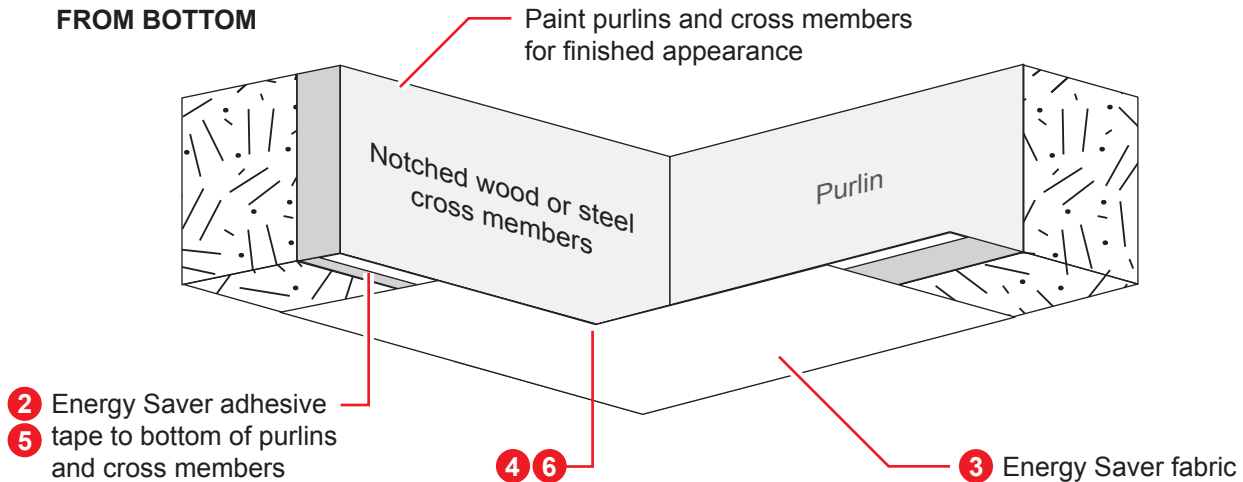 FROM BOTTOM
Paint purlins and cross members
for finished appearance
Notched wood or steel
cross members
Purlin
2 Energy Saver adhesive
5 tape to bottom of purlins
and cross members
4 6
3 Energy Saver fabric